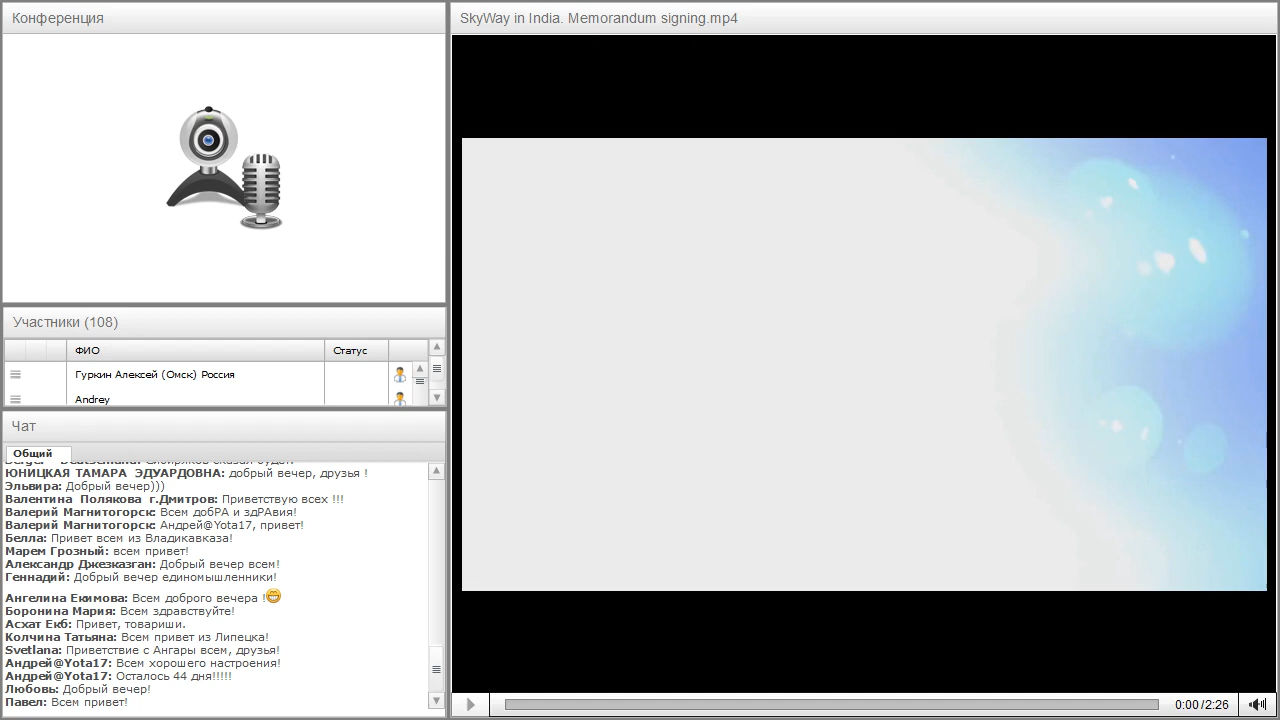 Конференция
SkyWay in India. Memorandum signing.mp4
Участники (108)
ФИО
Статус
Гуркин Алексей (Омск) Россия
Andrey
Чат
Общий
ЮНИЦКАЯ ТАМАРА ЭДУАРДОВНА: добрый вечер, друзья !
Эльвира: Добрый вечер)))
Валентина Полякова г.Дмитров: Приветствую всех !!!
Валерий Магнитогорск: Всем добРА и здРАвия!
Валерий Магнитогорск: Андрей@Yota17, привет!
Белла: Привет всем из Владикавказа!
Марем Грозный: всем привет!
Александр Джезказган: Добрый вечер всем!
Геннадий: Добрый вечер единомышленники!
Ангелина Екимова: Всем доброго вечера !
Боронина Мария: Всем здравствуйте!
Асхат Екб: Привет, товариши.
Колчина Татьяна: Всем привет из Липецка!
Svetlana: Приветствие с Ангары всем, друзья!
Андрей@Yota17: Всем хорошего настроения!
Андрей@Yota17: Осталось 44 дня!!!!!
Любовь: Добрый вечер!
Павел: Всем привет!
0:00/2:26